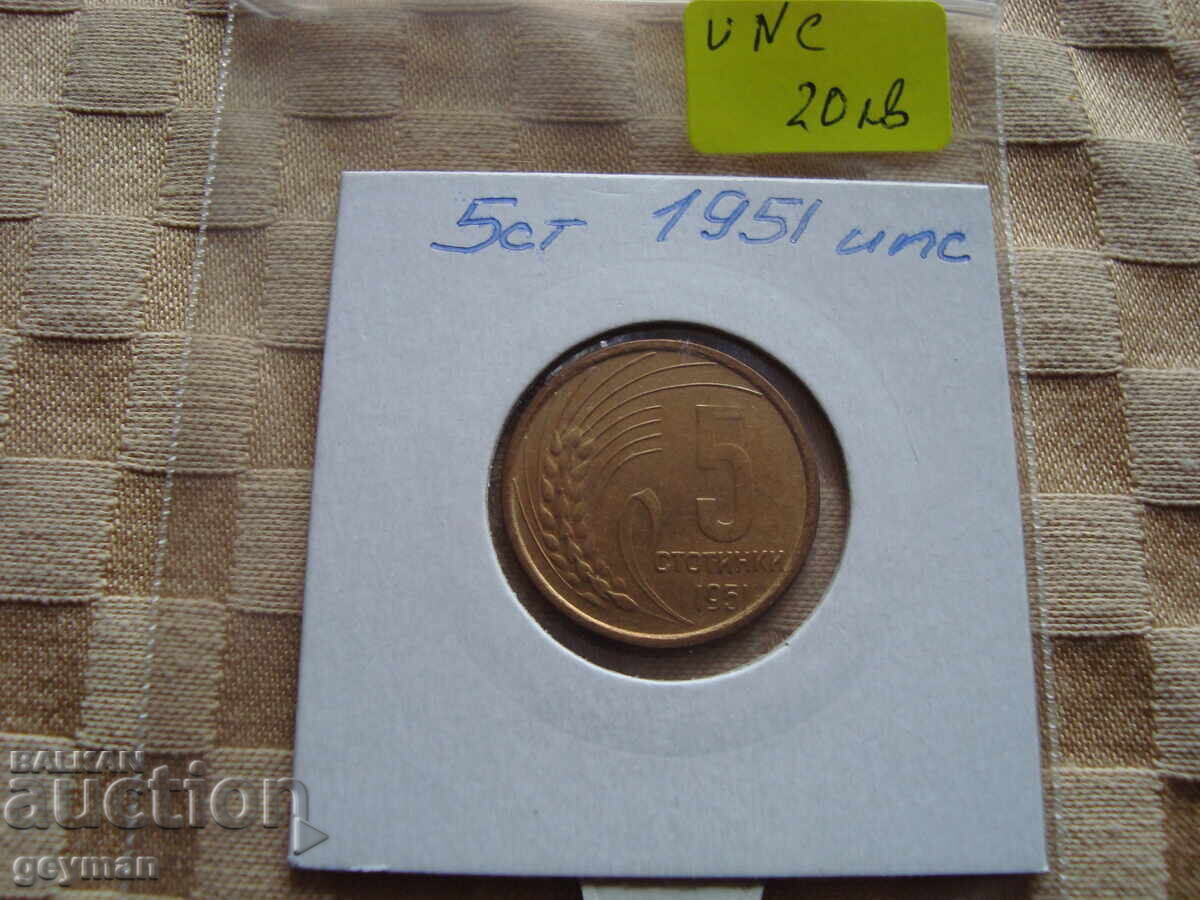 UNC
20лв
5ст 1951 unc
5
СТОТИНКИ
1951
BALKAN
auction
geyman